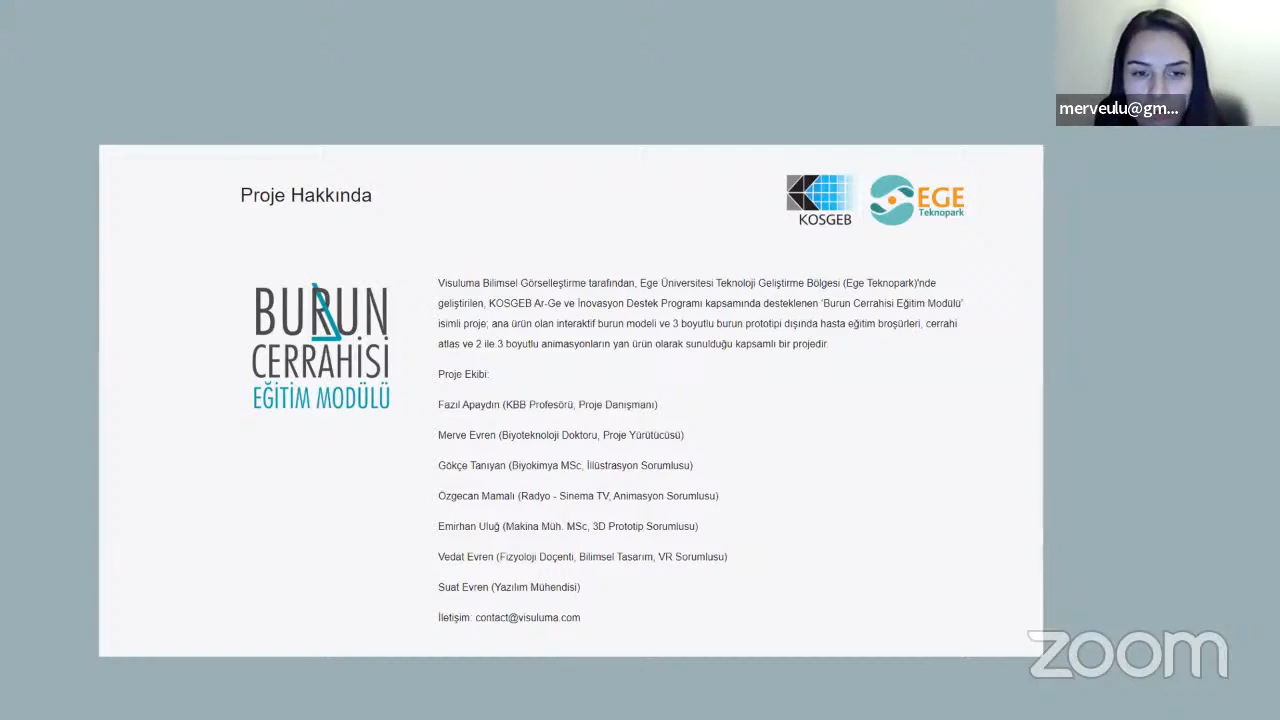 merveulu@gm...
Proje Hakkında
KOSGEB
EGE
Teknopark
BURUN
CERRAHİSİ
EĞİTİM MODÜLÜ
Visuluma Bilimsel Görselleştirme tarafından, Ege Üniversitesi Teknoloji Geliştirme Bölgesi (Ege Teknopark)'nde
geliştirilen, KOSGEB Ar-Ge ve İnovasyon Destek Programı kapsamında desteklenen 'Burun Cerrahisi Eğitim Modülü'
isimli proje; ana ürün olan interaktif burun modeli ve 3 boyutlu burun prototipi dışında hasta eğitim broşürleri, cerrahi
atlas ve 2 ile 3 boyutlu animasyonların yan ürün olarak sunulduğu kapsamlı bir projedir.
Proje Ekibi:
Fazıl Apaydın (KBB Profesörü, Proje Danışmanı)
Merve Evren (Biyoteknoloji Doktoru, Proje Yürütücüsü)
Gökçe Tanıyan (Biyokimya MSc, İllüstrasyon Sorumlusu)
Özgecan Mamalı (Radyo - Sinema TV, Animasyon Sorumlusu)
Emirhan Uluğ (Makina Müh. MSc, 3D Prototip Sorumlusu)
Vedat Evren (Fizyoloji Doçenti, Bilimsel Tasarım, VR Sorumlusu)
Suat Evren (Yazılım Mühendisi)
İletişim: contact@visuluma.com
zoom